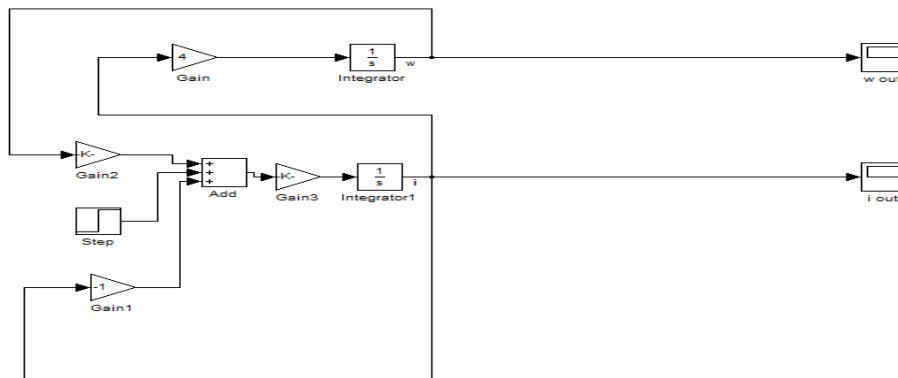 4
Gain
1
s
w
Integrator
w out
-K-
Gain2
+
+
+
Add
-K-
Gain3
1
s
i
Integrator1
i out
Step
-1
Gain1